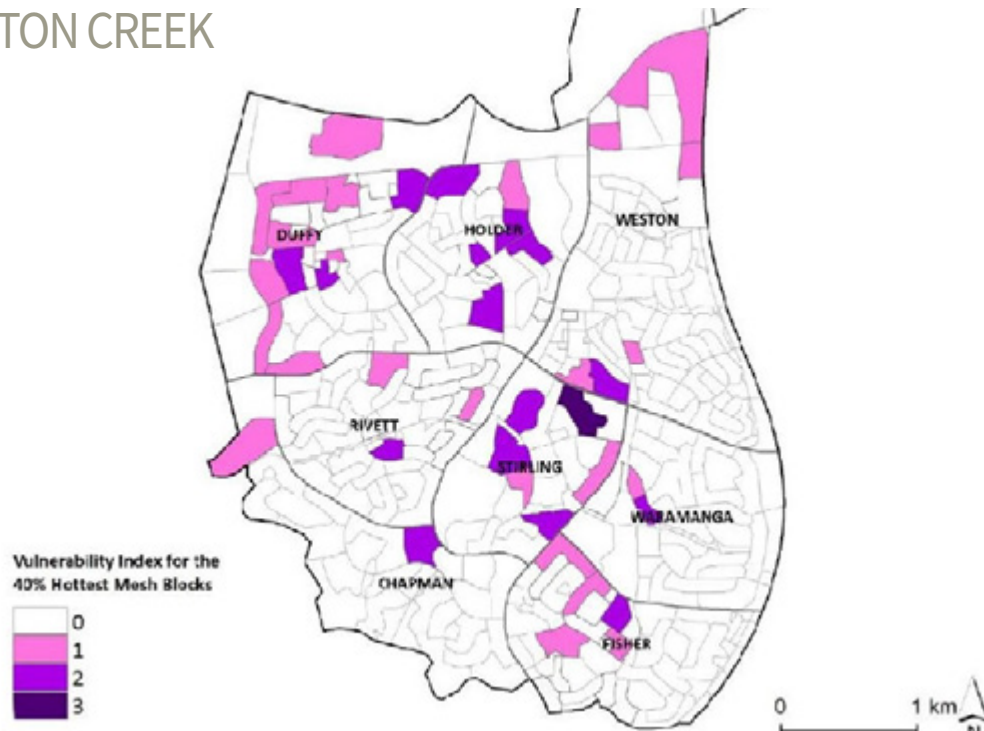 TON CREEK
WESTON
HOLDER
DUFFY
RIVETT
STIRLING
WARAMANGA
CHAPMAN
FISHER
Vulnerability Index for the
40% Hottest Mesh Blocks
0
1
2
3
0 1 km
N